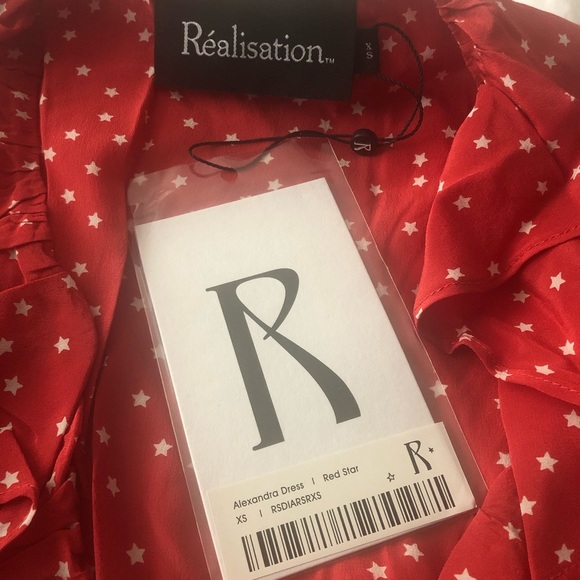 Réalisation™
XS
R
R
Alexandra Dress | Red Star
XS | RSDIARSRXS
R